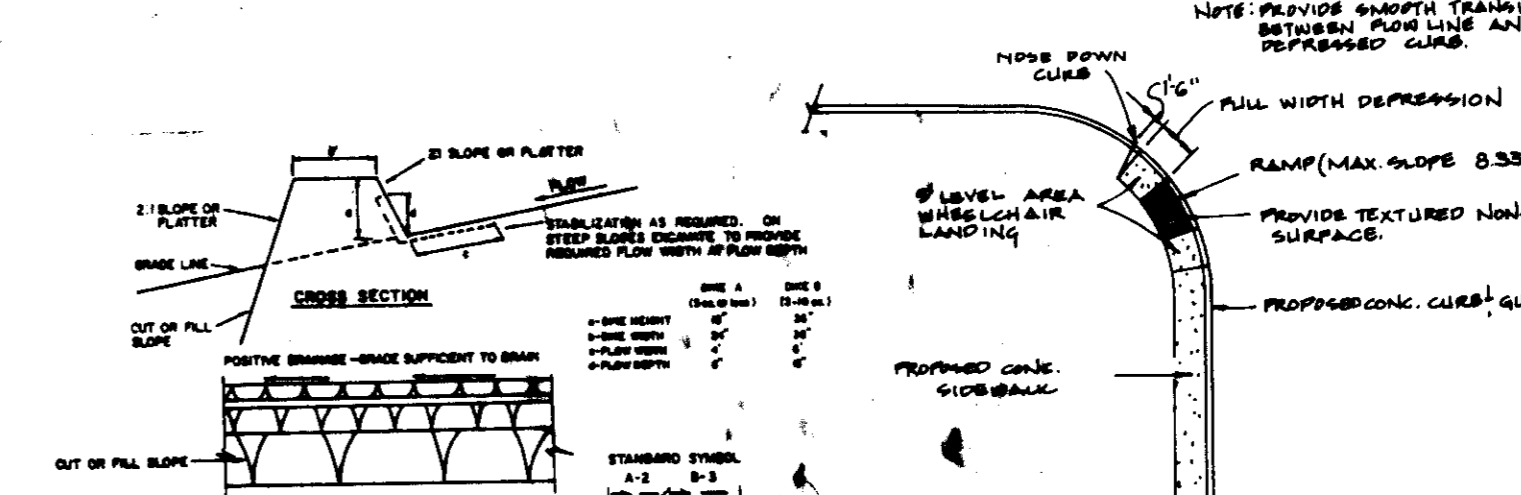 NOTE: PROVIDE SMOOTH
BETWEEN FLOW LINE
DEPRESSED CURB.
NOSE DOWN
CURB
1'-6"
FULL WIDTH DEPRESSION
RAMP (MAX. SLOPE 8.33
5' LEVEL AREA
WHEELCHAIR
LANDING
PROVIDE TEXTURED
SURFACE.
PROPOSED CONC. CURB
PROPOSED CONC.
SIDEWALK
2:1 SLOPE OR FLATTER
FLOW
2:1 SLOPE OR
FLATTER
STABILIZATION AS REQUIRED. ON
STEEP SLOPES EXCAVATE TO PROVIDE
REQUIRED FLOW WIDTH AT FLOW DEPTH
GRADE LINE
CROSS SECTION
CUT OR FILL
SLOPE
DIKE A DIKE B
a-DIKE HEIGHT
b-DIKE WIDTH
c-FLOW WIDTH 4'
d-FLOW DEPTH
POSITIVE DRAINAGE-GRADE SUFFICIENT TO DRAIN
CUT OR FILL SLOPE
STANDARD SYMBOL
A-2 B-3